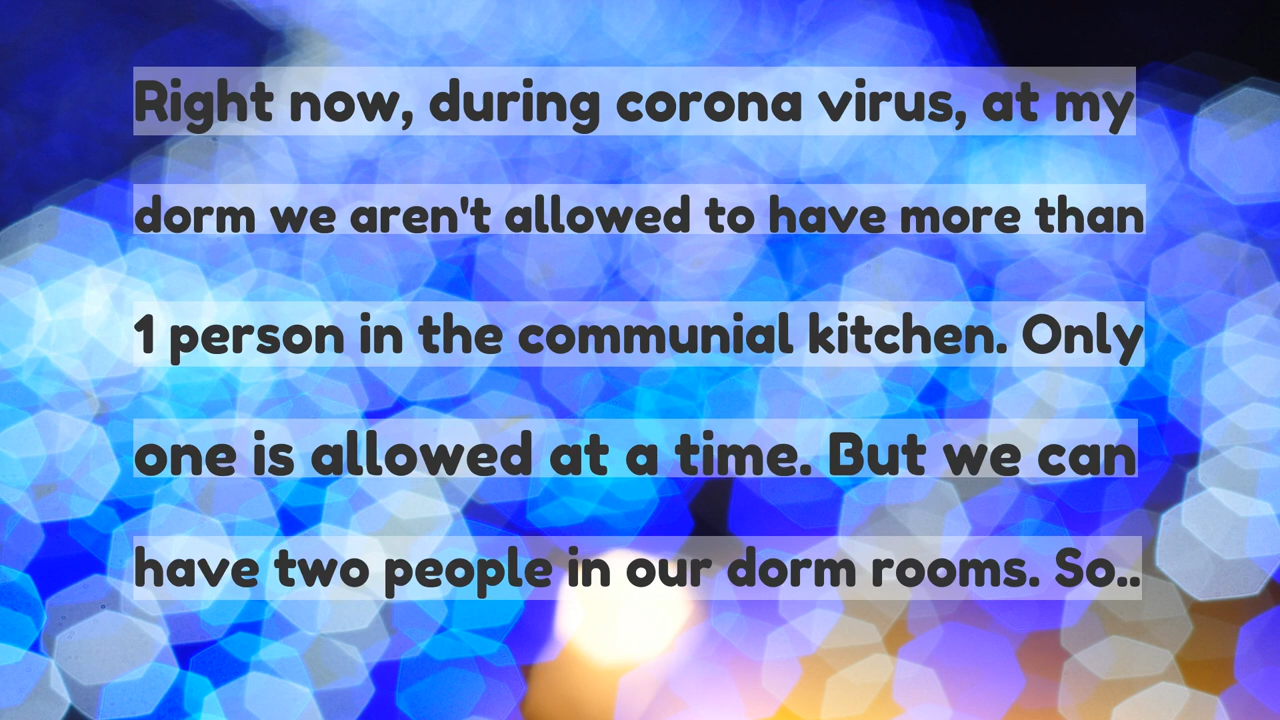 Right now, during corona virus, at my
dorm we aren't allowed to have more than
1 person in the communial kitchen. Only
one is allowed at a time. But we can
have two people in our dorm rooms. So..